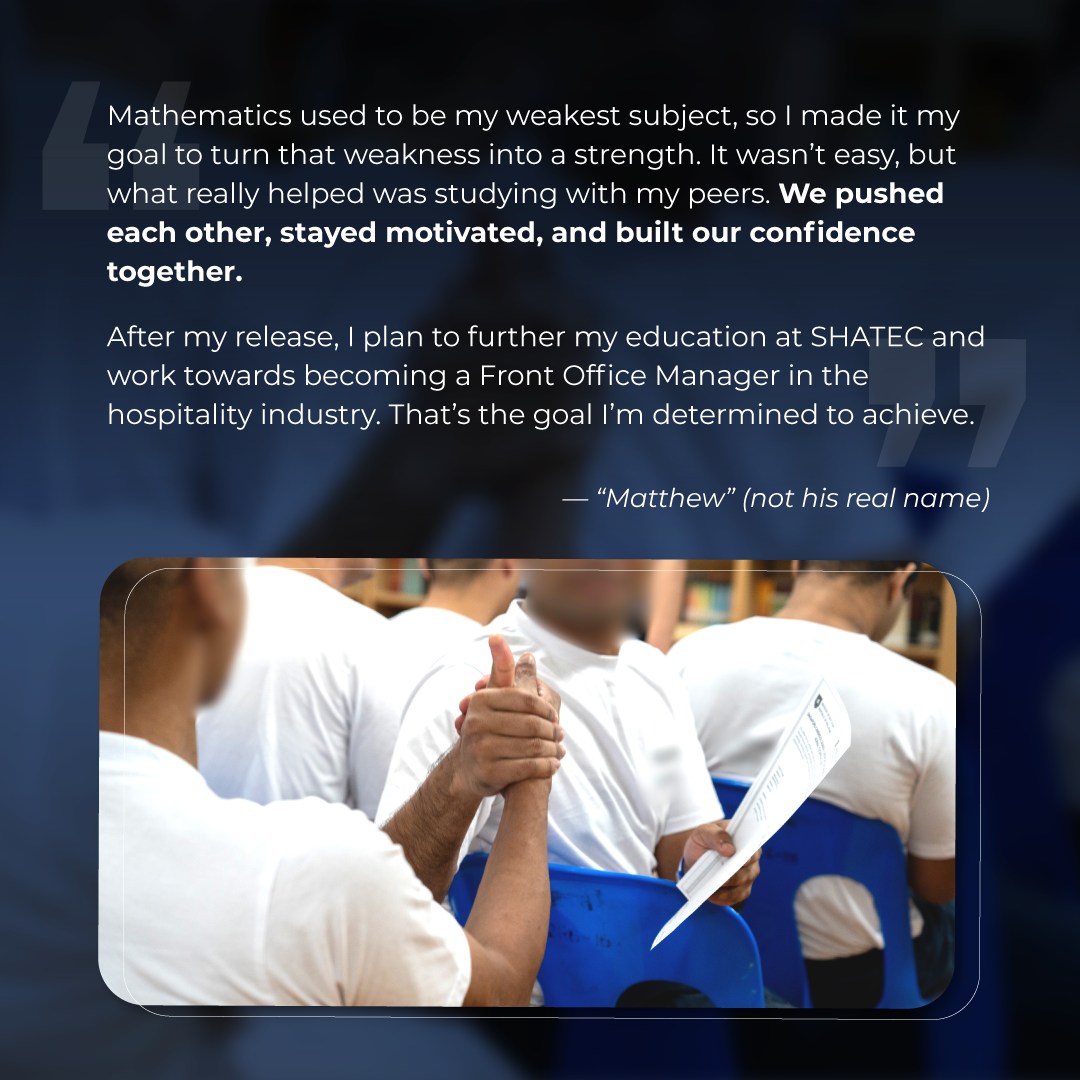 Mathematics used to be my weakest subject, so I made it my
goal to turn that weakness into a strength. It wasn’t easy, but
what really helped was studying with my peers. We pushed
each other, stayed motivated, and built our confidence
together.
After my release, I plan to further my education at SHATEC and
work towards becoming a Front Office Manager in the
hospitality industry. That’s the goal I’m determined to achieve.
— “Matthew” (not his real name)